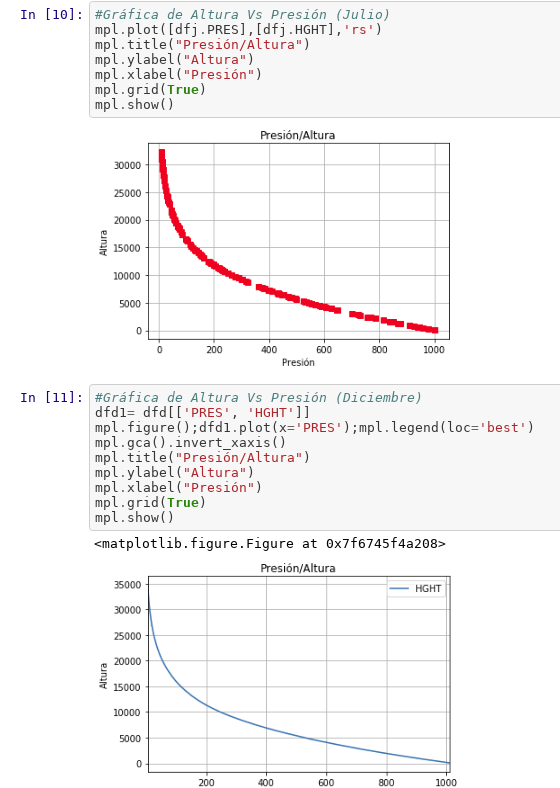 In [10]:
#Gráfica de Altura Vs Presión (Julio)
mpl.plot([dfj.PRES],[dfj.HGHT],'rs')
mpl.title("Presión/Altura")
mpl.ylabel("Altura")
mpl.xlabel("Presión")
mpl.grid(True)
mpl.show()
Presión/Altura
30000
25000
20000
15000
10000
5000
0
Altura
0 200 400 600 800 1000
Presión
In [11]:
#Gráfica de Altura Vs Presión (Diciembre)
dfd1= dfd[['PRES', 'HGHT']]
mpl.figure();dfd1.plot(x='PRES');mpl.legend(loc='best')
mpl.gca().invert_xaxis()
mpl.title("Presión/Altura")
mpl.ylabel("Altura")
mpl.xlabel("Presión")
mpl.grid(True)
mpl.show()
<matplotlib.figure.Figure at 0x7f6745f4a208>
Presión/Altura
HGHT
35000
30000
25000
20000
15000
10000
5000
0
Altura
200 400 600 800 1000